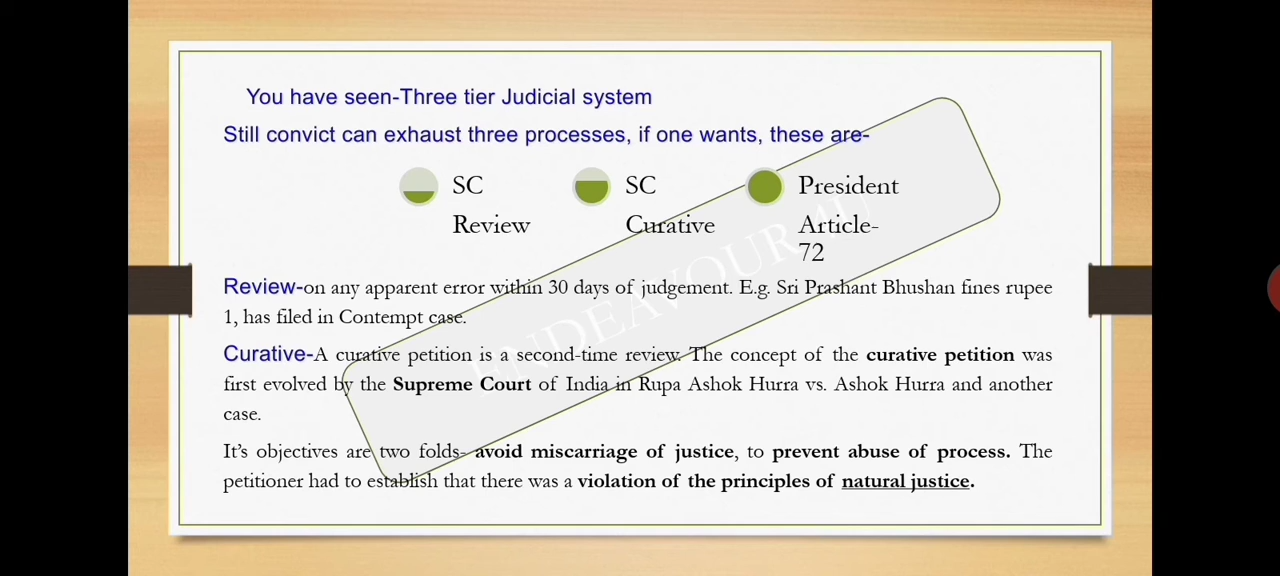 You have seen-Three tier Judicial system
Still convict can exhaust three processes, if one wants, these are-
SC Review
SC Curative
President Article-72
Review-on any apparent error within 30 days of judgement. E.g. Sri Prashant Bhushan fines rupee
1, has filed in Contempt case.
Curative-A curative petition is a second-time review. The concept of the curative petition was
first evolved by the Supreme Court of India in Rupa Ashok Hurra vs. Ashok Hurra and another
case.
It's objectives are two folds- avoid miscarriage of justice, to prevent abuse of process. The
petitioner had to establish that there was a violation of the principles of natural justice.
ENDEAVOUR 4U